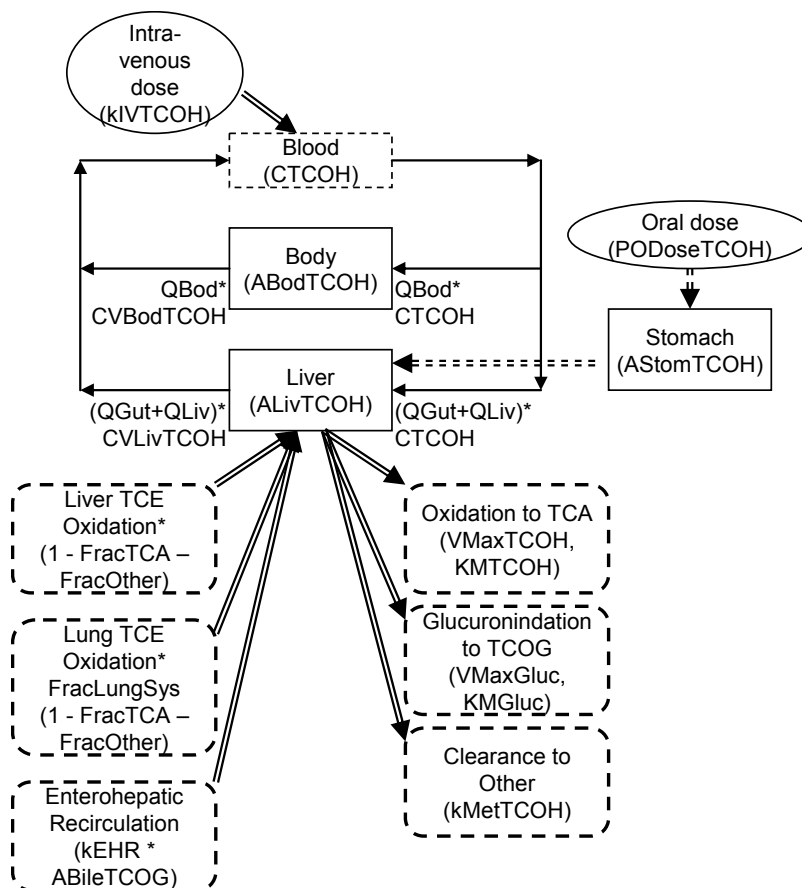 Intra-
venous
dose
(kIVTCOH)
Blood
(CTCOH)
Oral dose
(PODoseTCOH)
Body
(ABodTCOH)
QBod*
CVBodTCOH
QBod*
CTCOH
Stomach
(AStomTCOH)
Liver
(ALivTCOH)
(QGut+QLiv)*
CVLivTCOH
(QGut+QLiv)*
CTCOH
Liver TCE
Oxidation*
(1 - FracTCA –
FracOther)
Oxidation to TCA
(VMaxTCOH,
KMTCOH)
Lung TCE
Oxidation*
FracLungSys
(1 - FracTCA –
FracOther)
Glucuronindation
to TCOG
(VMaxGluc,
KMGluc)
Enterohepatic
Recirculation
(kEHR *
ABileTCOG)
Clearance to
Other
(kMetTCOH)